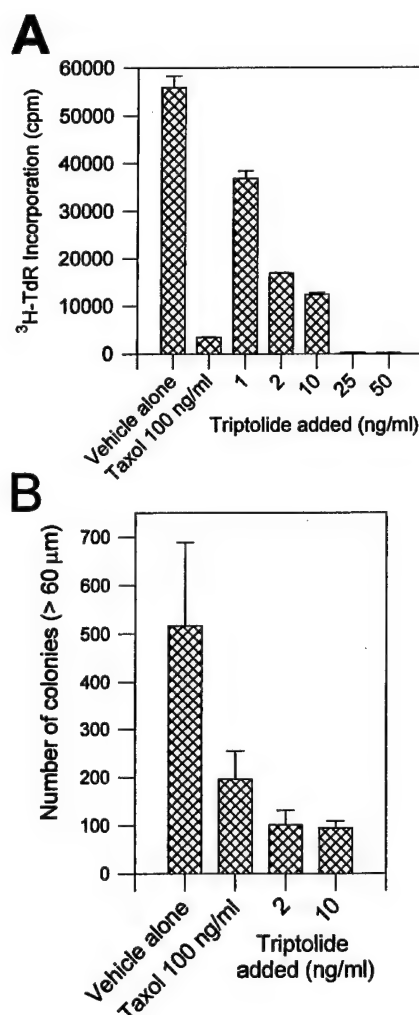 A
³H-TdR Incorporation (cpm)
60000
50000
40000
30000
20000
10000
0
Vehicle alone
Taxol 100 ng/ml
1
2
10
25
50
Triptolide added (ng/ml)
B
Number of colonies (> 60 μm)
700
600
500
400
300
200
100
0
Vehicle alone
Taxol 100 ng/ml
2
10
Triptolide
added (ng/ml)